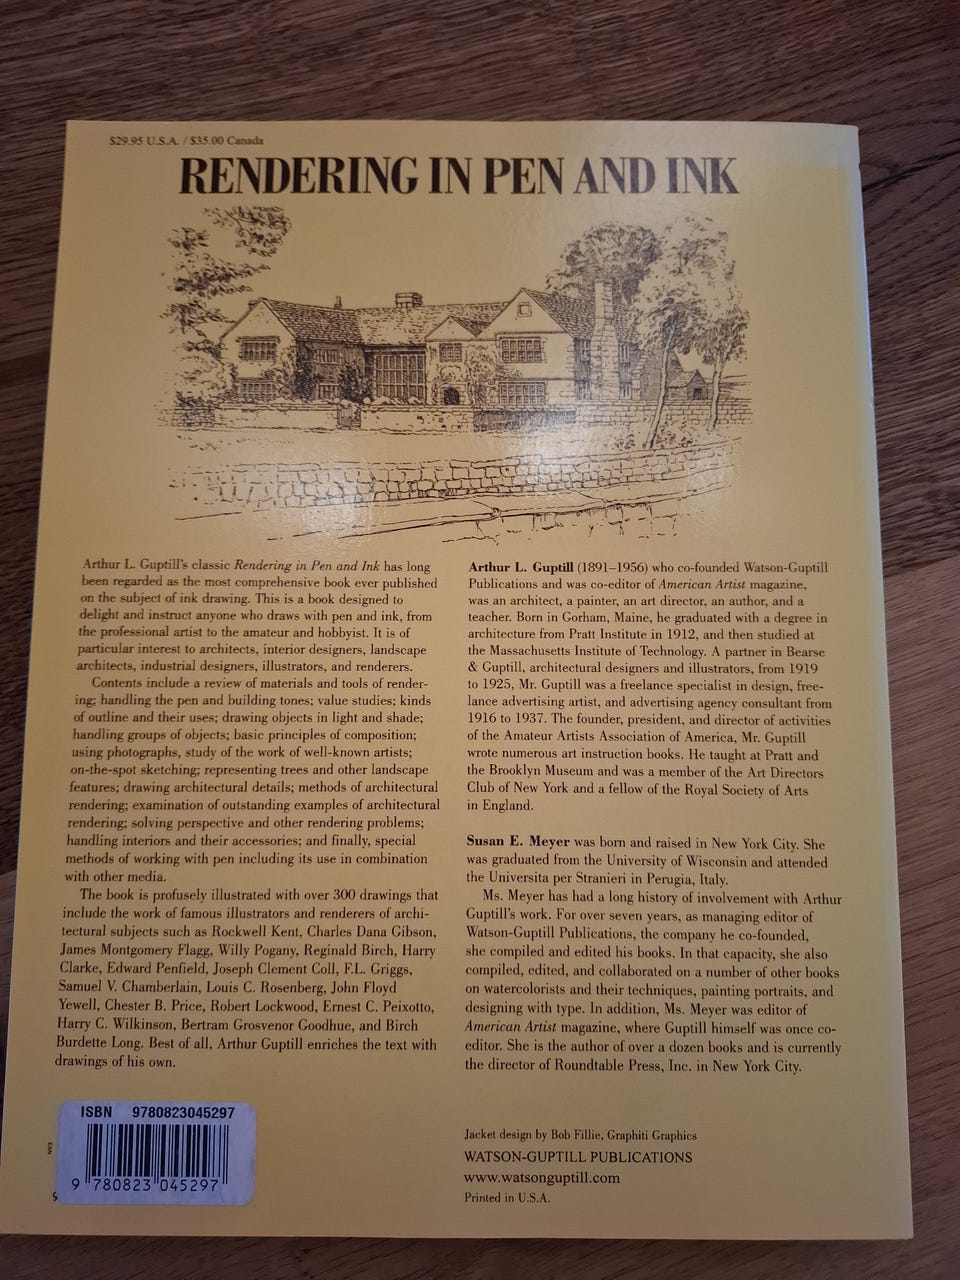 $29.95 U.S.A. / $35.00 Canada
RENDERING IN PEN AND INK
Arthur L. Guptill's classic Rendering in Pen and Ink has long
been regarded as the most comprehensive book ever published
on the subject of ink drawing. This is a book designed to
delight and instruct anyone who draws with pen and ink, from
the professional artist to the amateur and hobbyist. It is of
particular interest to architects, interior designers, landscape
architects, industrial designers, illustrators, and renderers.
Contents include a review of materials and tools of render-
ing; handling the pen and building tones; value studies; kinds
of outline and their uses; drawing objects in light and shade;
handling groups of objects; basic principles of composition;
using photographs, study of the work of well-known artists;
on-the-spot sketching; representing trees and other landscape
features; drawing architectural details; methods of architectural
rendering; examination of outstanding examples of architectural
rendering; solving perspective and other rendering problems;
handling interiors and their accessories; and finally, special
methods of working with pen including its use in combination
with other media.
The book is profusely illustrated with over 300 drawings that
include the work of famous illustrators and renderers of archi-
tectural subjects such as Rockwell Kent, Charles Dana Gibson,
James Montgomery Flagg, Willy Pogany, Reginald Birch, Harry
Clarke, Edward Penfield, Joseph Clement Coll, F.L. Griggs,
Samuel V. Chamberlain, Louis C. Rosenberg, John Floyd
Yewell, Chester B. Price, Robert Lockwood, Ernest C. Peixotto,
Harry C. Wilkinson, Bertram Grosvenor Goodhue, and Birch
Burdette Long. Best of all, Arthur Guptill enriches the text with
drawings of his own.
Arthur L. Guptill (1891–1956) who co-founded Watson-Guptill
Publications and was co-editor of American Artist magazine,
was an architect, a painter, an art director, an author, and a
teacher. Born in Gorham, Maine, he graduated with a degree in
architecture from Pratt Institute in 1912, and then studied at
the Massachusetts Institute of Technology. A partner in Bearse
& Guptill, architectural designers and illustrators, from 1919
to 1925, Mr. Guptill was a freelance specialist in design, free-
lance advertising artist, and advertising agency consultant from
1916 to 1937. The founder, president, and director of activities
of the Amateur Artists Association of America, Mr. Guptill
wrote numerous art instruction books. He taught at Pratt and
the Brooklyn Museum and was a member of the Art Directors
Club of New York and a fellow of the Royal Society of Arts
in England.
Susan E. Meyer was born and raised in New York City. She
was graduated from the University of Wisconsin and attended
the Universita per Stranieri in Perugia, Italy.
Ms. Meyer has had a long history of involvement with Arthur
Guptill's work. For over seven years, as managing editor of
Watson-Guptill Publications, the company he co-founded,
she compiled and edited his books. In that capacity, she also
compiled, edited, and collaborated on a number of other books
on watercolorists and their techniques, painting portraits, and
designing with type. In addition, Ms. Meyer was editor of
American Artist magazine, where Guptill himself was once co-
editor. She is the author of over a dozen books and is currently
the director of Roundtable Press, Inc. in New York City.
ISBN 9780823045297
EAN
9 780823 045297
9
Jacket design by Bob Fillie, Graphiti Graphics
WATSON-GUPTILL PUBLICATIONS
www.watsonguptill.com
Printed in U.S.A.